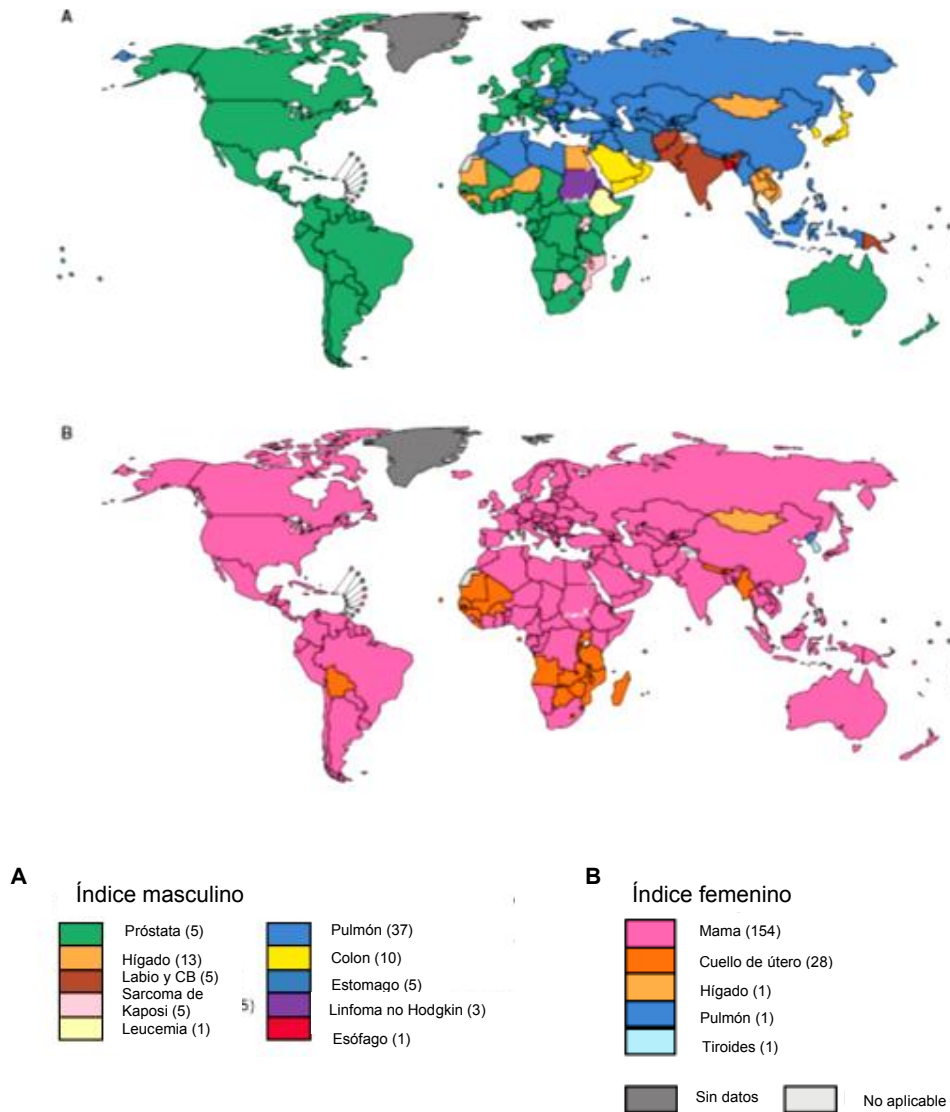 A
B
A
Índice masculino
Próstata (5)
Hígado (13)
Labio y CB (5)
Sarcoma de
Kaposi (5)
Leucemia (1)
5)
Pulmón (37)
Colon (10)
Estomago (5)
Linfoma no Hodgkin (3)
Esófago (1)
B
Índice femenino
Mama (154)
Cuello de útero (28)
Hígado (1)
Pulmón (1)
Tiroides (1)
Sin datos
No aplicable